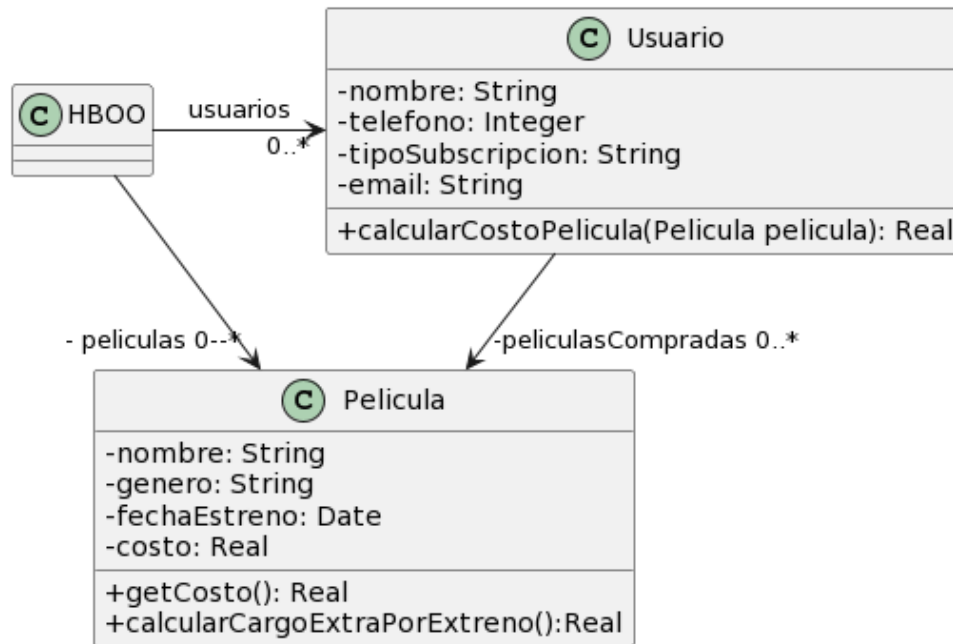 C Usuario
-nombre: String
-telefono: Integer
-tipoSubscripcion: String
-email: String
+calcularCostoPelicula(Pelicula pelicula): Real
C HBOO
usuarios
0..*
- peliculas 0--*
-peliculasCompradas 0..*
C Pelicula
-nombre: String
-genero: String
-fechaEstreno: Date
-costo: Real
+getCosto(): Real
+calcularCargoExtraPorExtreno():Real